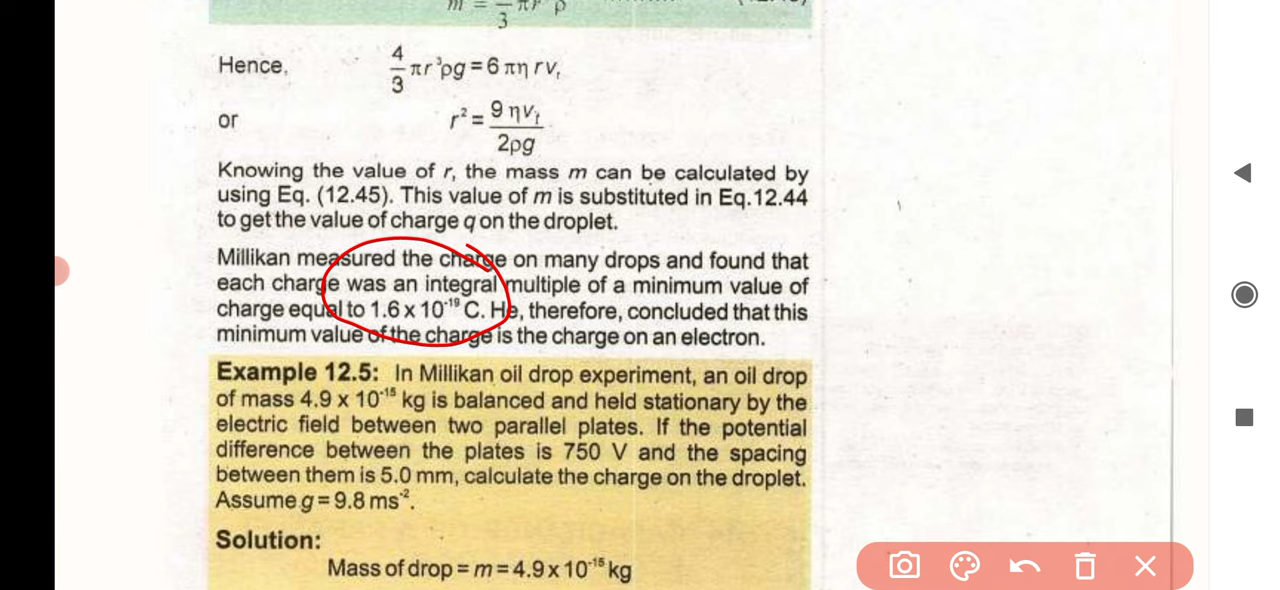 m = 4/3 πr³ρ
Hence, 4/3 πr³ρg = 6 πη rvₜ
or r² = 9 ηvₜ / 2ρg
Knowing the value of r, the mass m can be calculated by
using Eq. (12.45). This value of m is substituted in Eq.12.44
to get the value of charge q on the droplet.
Millikan measured the charge on many drops and found that
each charge was an integral multiple of a minimum value of
charge equal to 1.6 x 10⁻¹⁹ C. He, therefore, concluded that this
minimum value of the charge is the charge on an electron.
Example 12.5: In Millikan oil drop experiment, an oil drop
of mass 4.9 x 10⁻¹⁵ kg is balanced and held stationary by the
electric field between two parallel plates. If the potential
difference between the plates is 750 V and the spacing
between them is 5.0 mm, calculate the charge on the droplet.
Assume g = 9.8 ms⁻².
Solution:
Mass of drop = m = 4.9 x 10⁻¹⁵ kg